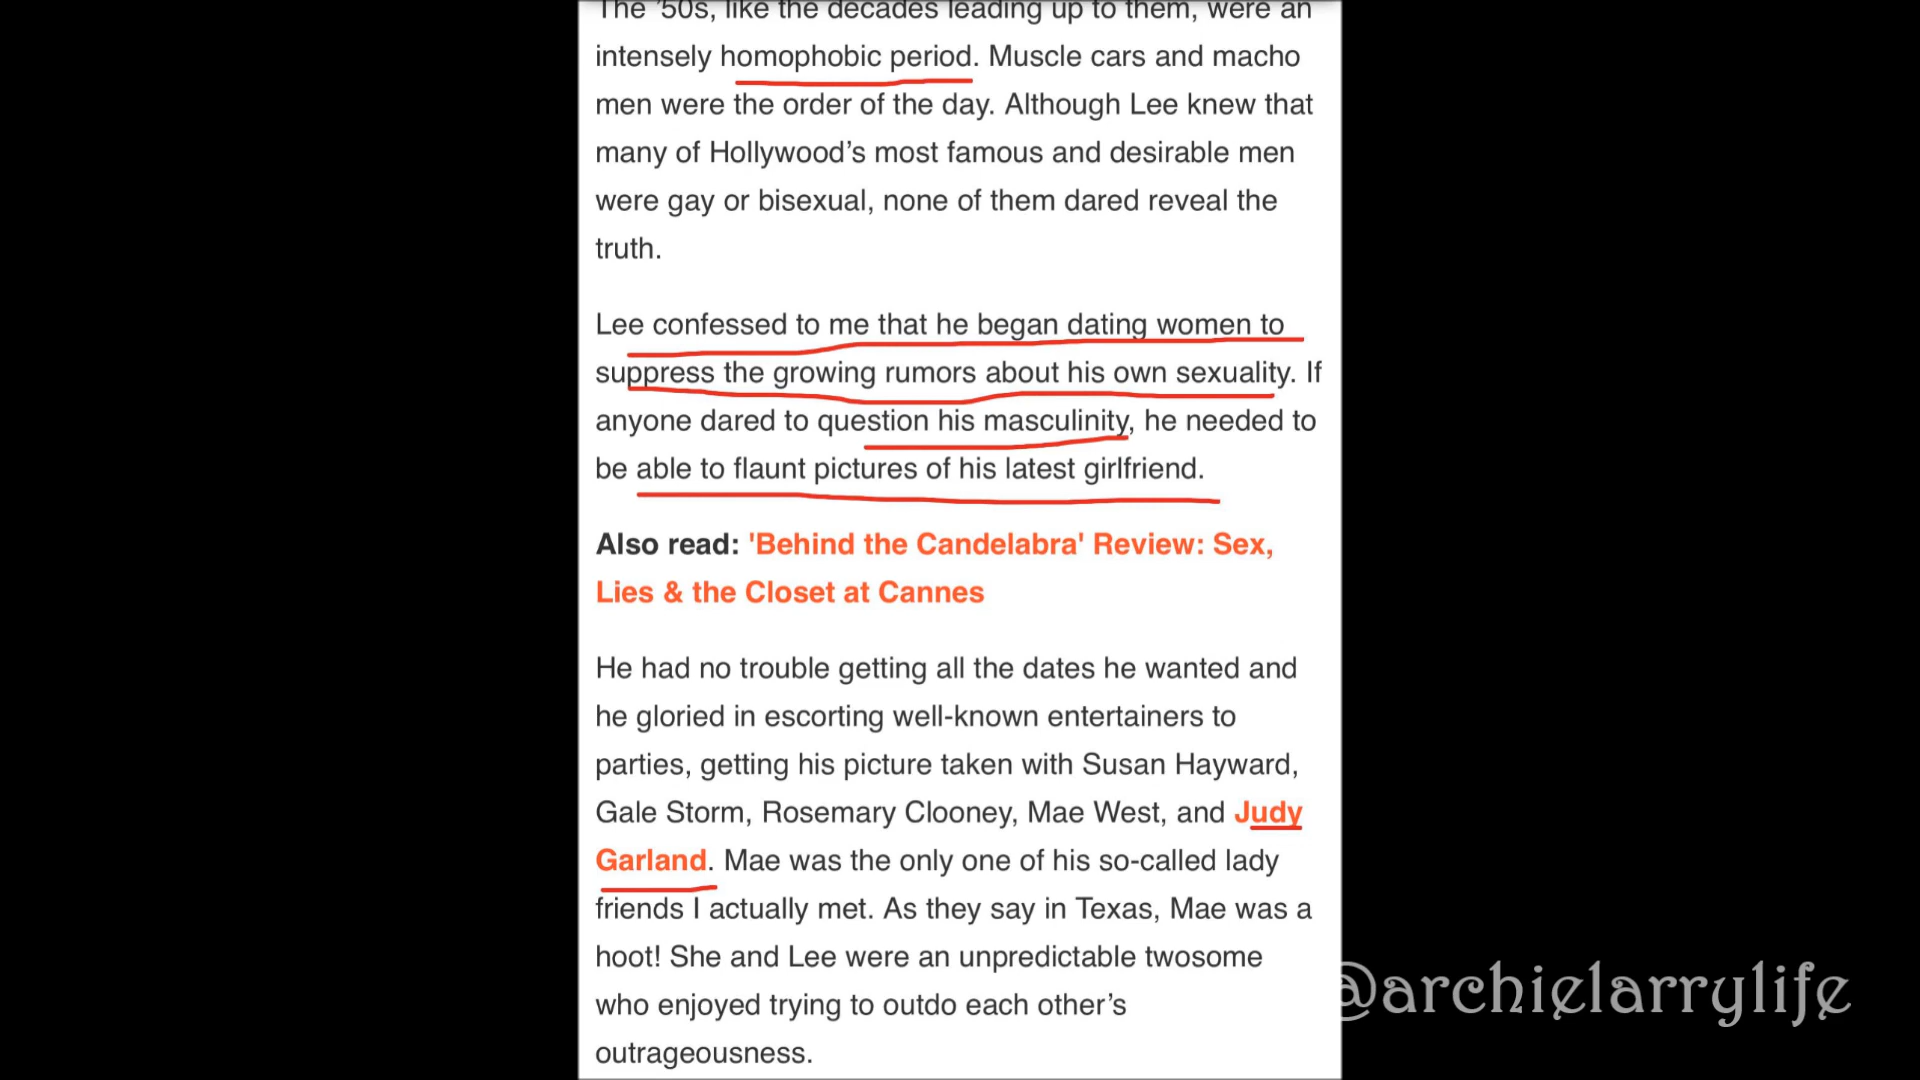 The '50s, like the decades leading up to them, were an
intensely homophobic period. Muscle cars and macho
men were the order of the day. Although Lee knew that
many of Hollywood’s most famous and desirable men
were gay or bisexual, none of them dared reveal the
truth.
Lee confessed to me that he began dating women to
suppress the growing rumors about his own sexuality. If
anyone dared to question his masculinity, he needed to
be able to flaunt pictures of his latest girlfriend.
Also read: 'Behind the Candelabra' Review: Sex,
Lies & the Closet at Cannes
He had no trouble getting all the dates he wanted and
he gloried in escorting well-known entertainers to
parties, getting his picture taken with Susan Hayward,
Gale Storm, Rosemary Clooney, Mae West, and Judy
Garland. Mae was the only one of his so-called lady
friends I actually met. As they say in Texas, Mae was a
hoot! She and Lee were an unpredictable twosome
who enjoyed trying to outdo each other’s
outrageousness.
@archielarrylife